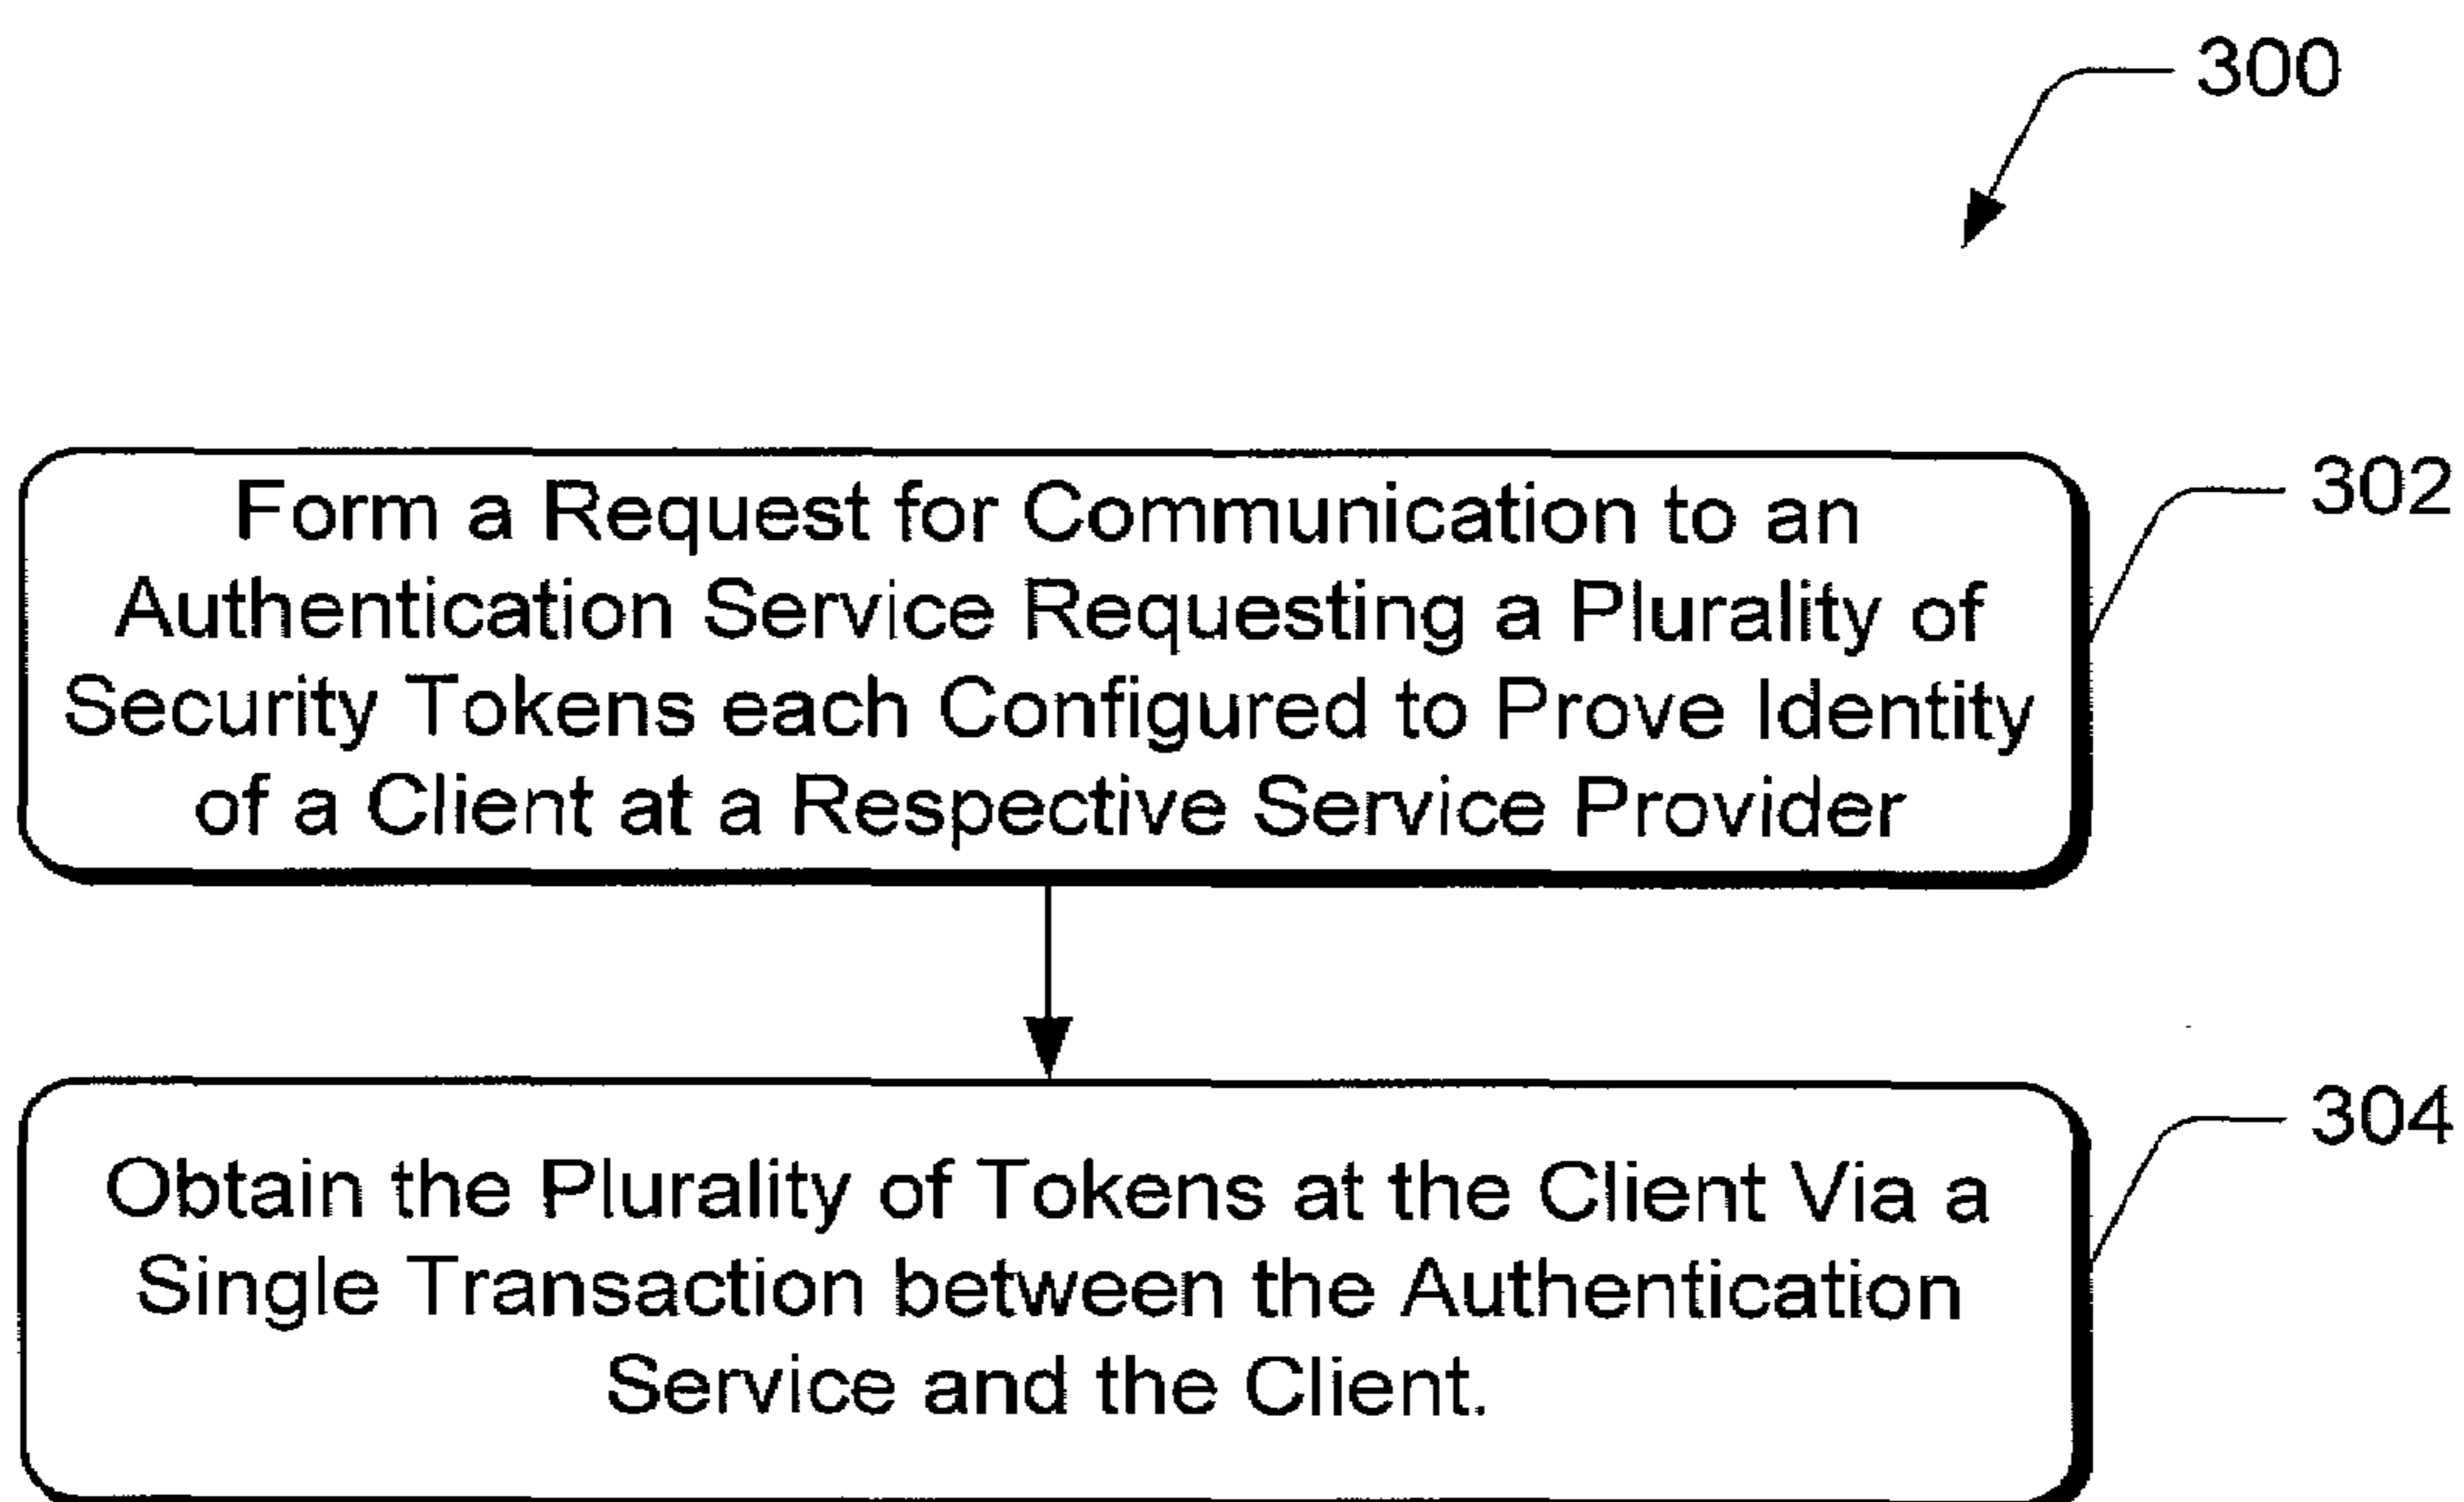 300
Form a Request for Communication to an
Authentication Service Requesting a Plurality of
Security Tokens each Configured to Prove Identity
of a Client at a Respective Service Provider
302
Obtain the Plurality of Tokens at the Client Via a
Single Transaction between the Authentication
Service and the Client.
304